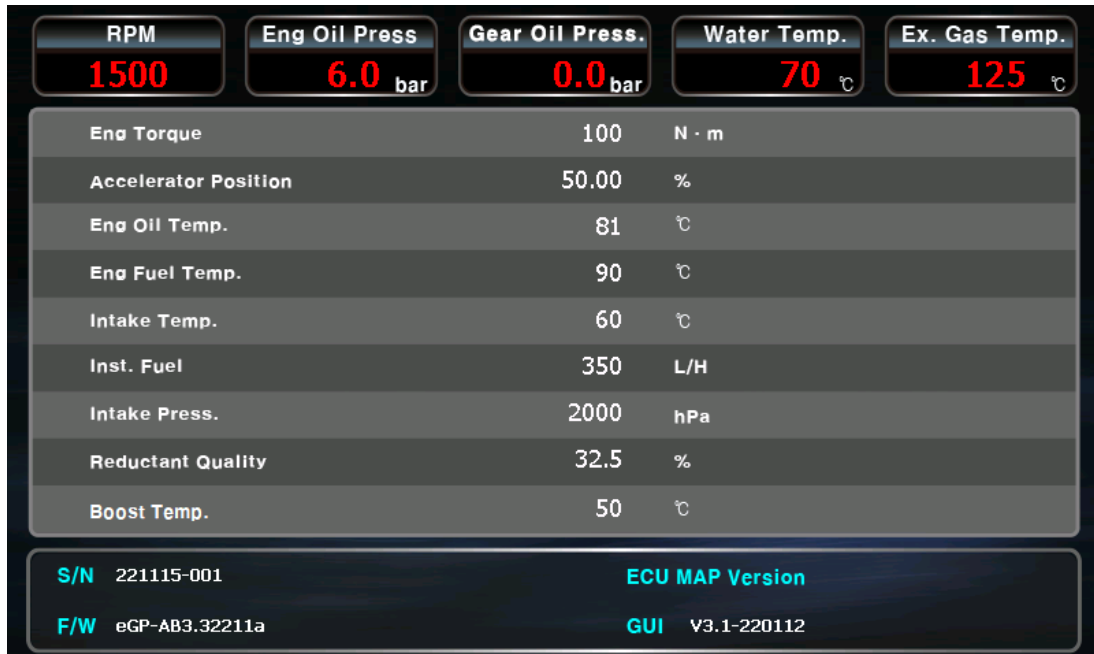 RPM Eng Oil Press Gear Oil Press. Water Temp. Ex. Gas Temp.
1500 6.0 bar 0.0 bar 70 ℃ 125 ℃
Eng Torque 100 N · m
Accelerator Position 50.00 %
Eng Oil Temp. 81 ℃
Eng Fuel Temp. 90 ℃
Intake Temp. 60 ℃
Inst. Fuel 350 L/H
Intake Press. 2000 hPa
Reductant Quality 32.5 %
Boost Temp. 50 ℃
S/N 221115-001 ECU MAP Version
F/W eGP-AB3.32211a GUI V3.1-220112